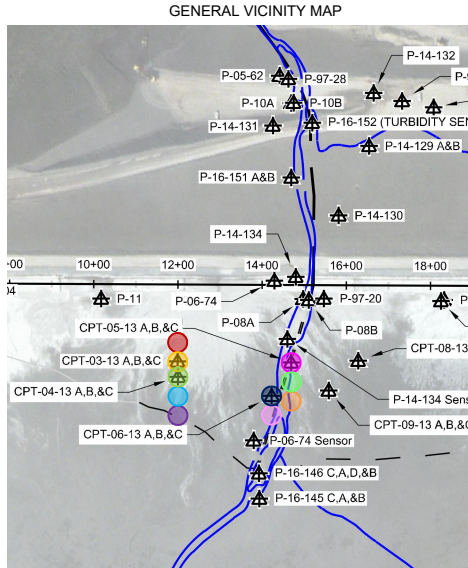 GENERAL VICINITY MAP
P-14-132
P-05-62
P-97-28
P-10A
P-10B
P-14-131
P-16-152 (TURBIDITY SEN
P-14-129 A&B
P-16-151 A&B
P-14-130
P-14-134
+00
12+00
14+00
16+00
18+00
10+00
04
P-11
P-06-74
P-97-20
P-08A
P-08B
CPT-05-13 A,B,&C
CPT-08-13
CPT-03-13 A,B,&C
CPT-04-13 A,B,&C
P-14-134 Sens
CPT-09-13 A,B,&C
CPT-06-13 A,B,&C
P-06-74 Sensor
P-16-146 C,A,D,&B
P-16-145 C,A,&B